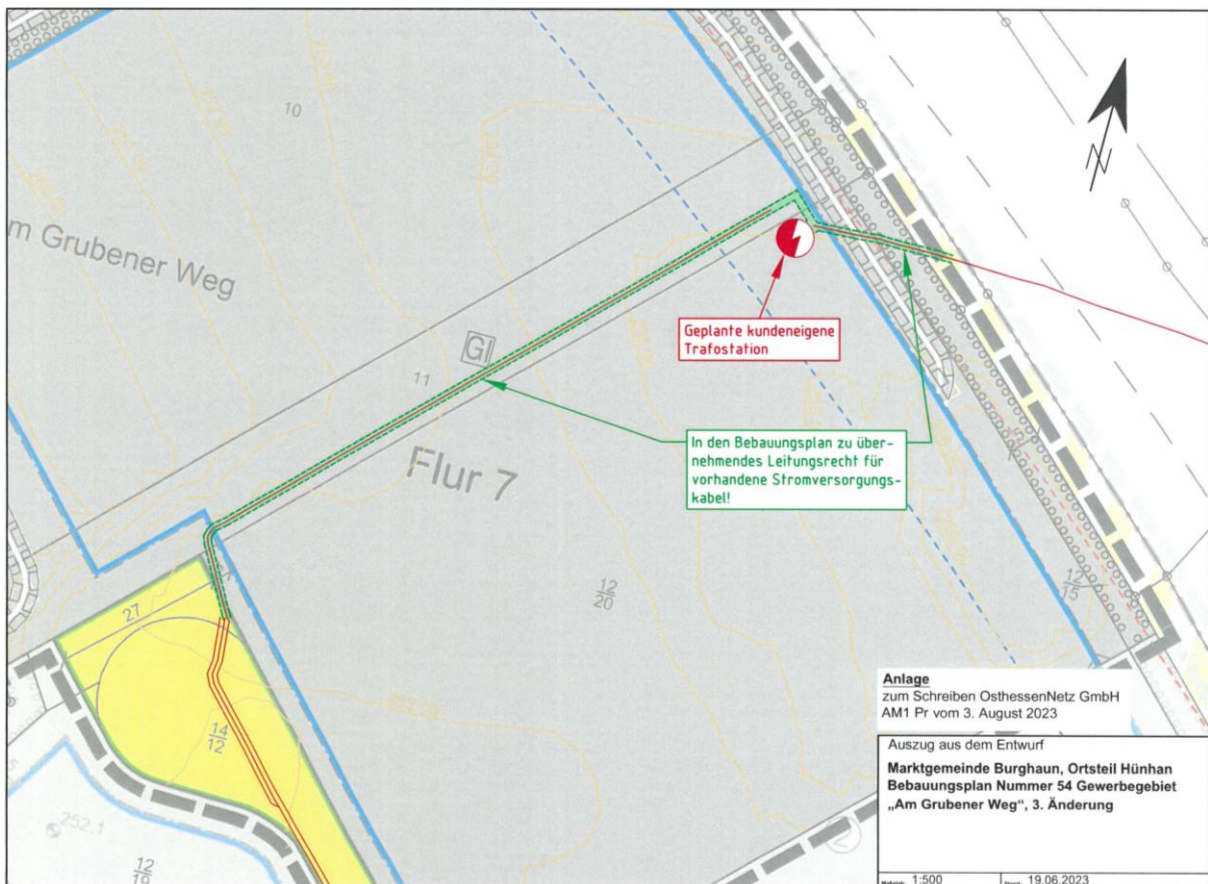 10
m Grubener Weg
GI
11
Geplante kundeneigene
Trafostation
In den Bebauungsplan zu über-
nehmendes Leitungsrecht für
vorhandene Stromversorgungs-
kabel!
Flur 7
12
20
12
15
27
14
12
252.1
12
19
2
N
Anlage
zum Schreiben OsthessenNetz GmbH
AM1 Pr vom 3. August 2023
Auszug aus dem Entwurf
Marktgemeinde Burghaun, Ortsteil Hünhan
Bebauungsplan Nummer 54 Gewerbegebiet
„Am Grubener Weg“, 3. Änderung
1:500
19.06.2023